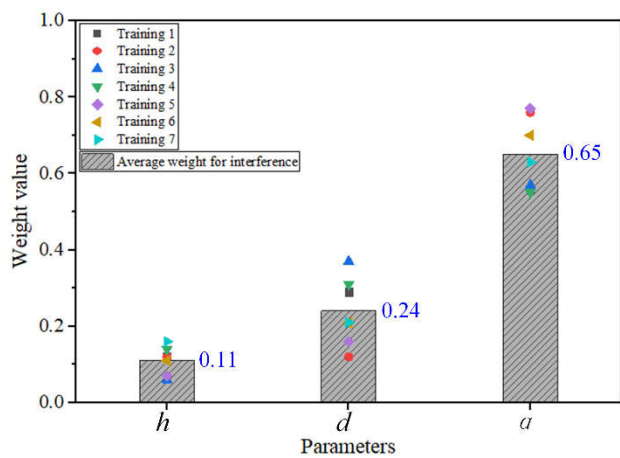 1.0
0.8
0.6
0.4
0.2
0.0
Weight value
Training 1
Training 2
Training 3
Training 4
Training 5
Training 6
Training 7
Average weight for interference
0.11
0.24
0.65
h
d
a
Parameters